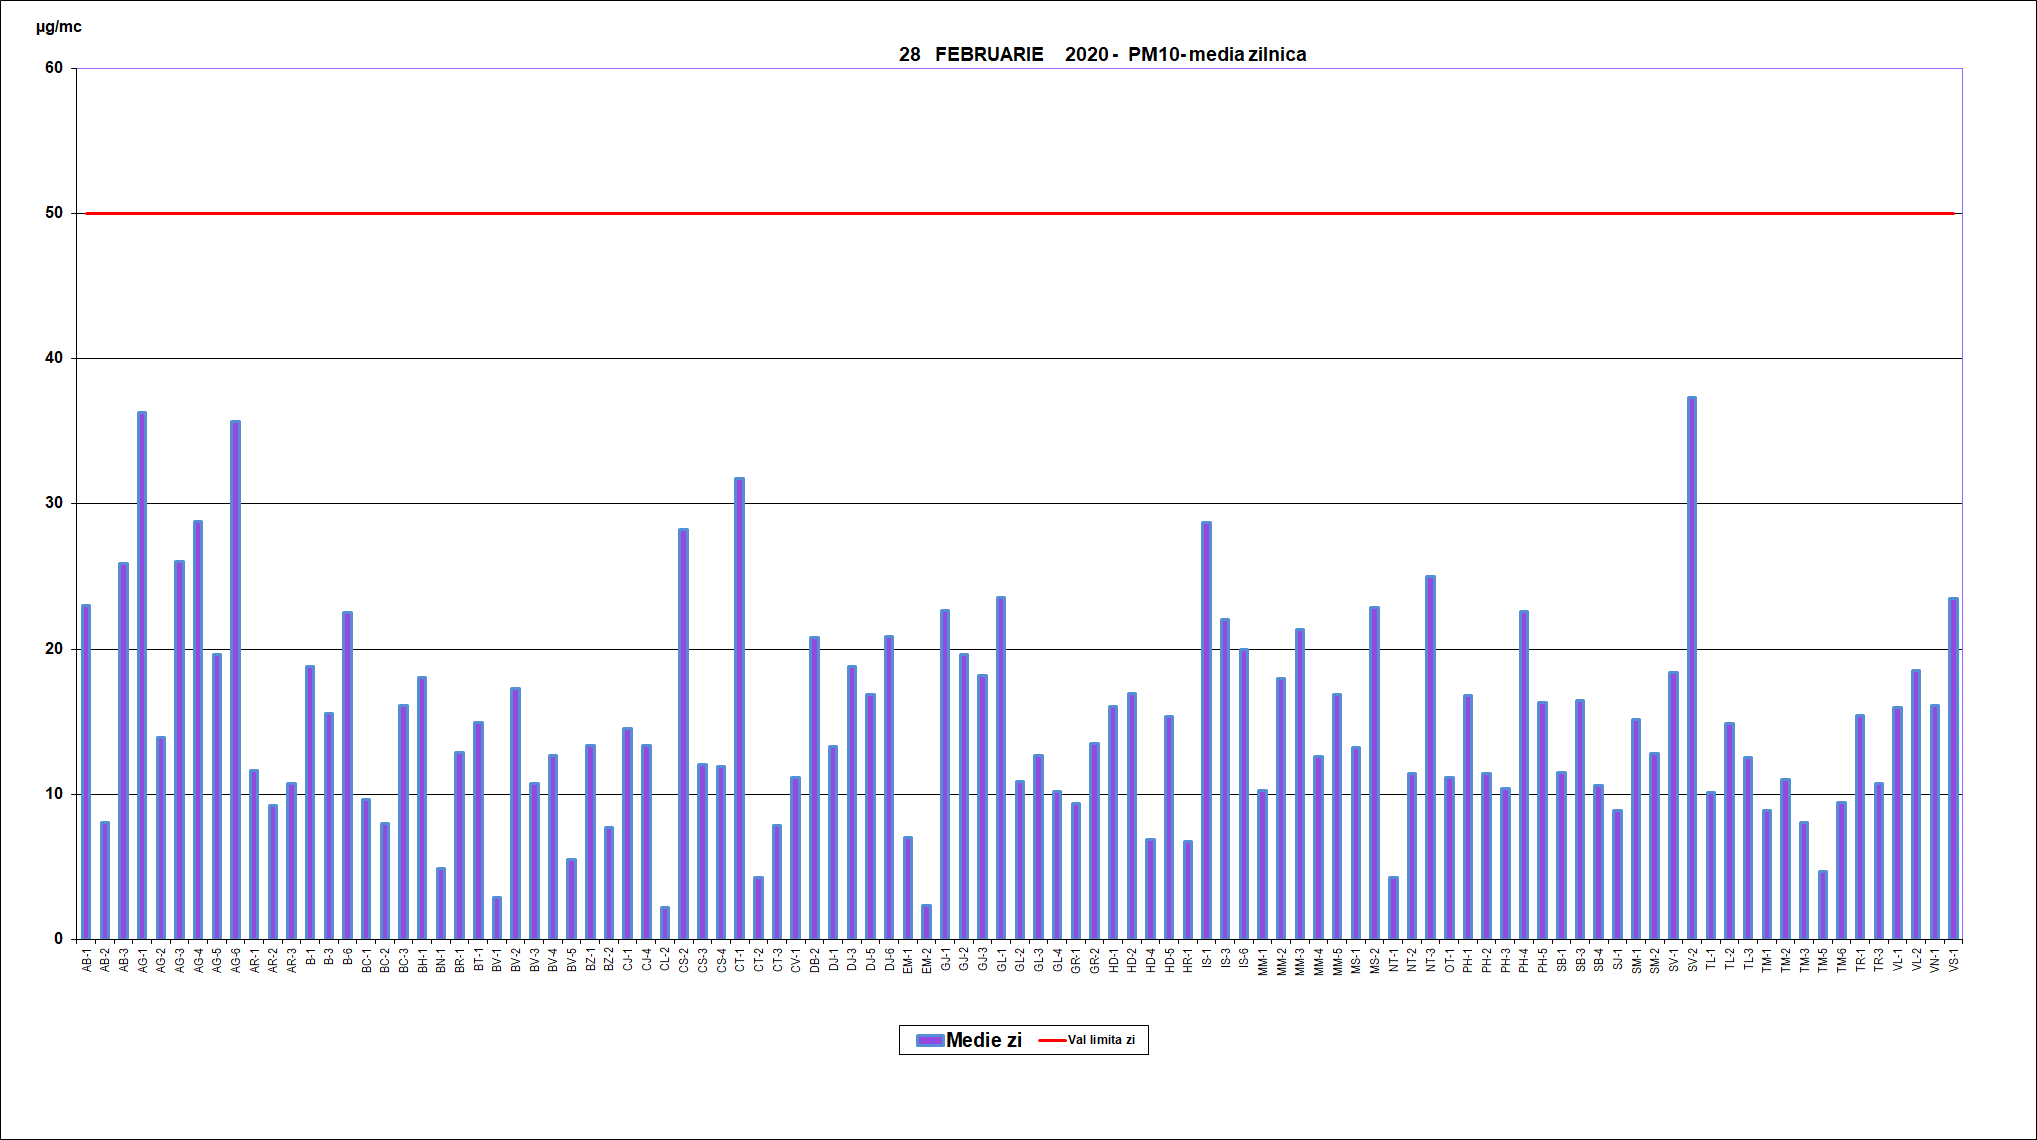 µg/mc
28 FEBRUARIE 2020 - PM10- media zilnica
60
50
40
30
20
10
0
AB-1 AB-2 AB-3 AG-1 AG-2 AG-3 AG-4 AG-5 AG-6 AR-1 AR-2 AR-3 B-1 B-3 B-6 BC-1 BC-2 BC-3 BH-1 BN-1 BR-1 BT-1 BV-1 BV-2 BV-3 BV-4 BV-5 BZ-1 BZ-2 CJ-1 CJ-4 CL-2 CS-2 CS-3 CS-4 CT-1 CT-2 CT-3 CV-1 DB-2 DJ-1 DJ-3 DJ-5 DJ-6 EM-1 EM-2 GJ-1 GJ-2 GJ-3 GL-1 GL-2 GL-3 GL-4 GR-1 GR-2 HD-1 HD-2 HD-4 HD-5 HR-1 IS-1 IS-3 IS-6 MM-1 MM-2 MM-3 MM-4 MM-5 MS-1 MS-2 NT-1 NT-2 NT-3 OT-1 PH-1 PH-2 PH-3 PH-4 PH-5 SB-1 SB-3 SB-4 SJ-1 SM-1 SM-2 SV-1 SV-2 TL-1 TL-2 TL-3 TM-1 TM-2 TM-3 TM-5 TM-6 TR-1 TR-3 VL-1 VL-2 VN-1 VS-1
Medie zi Val limita zi